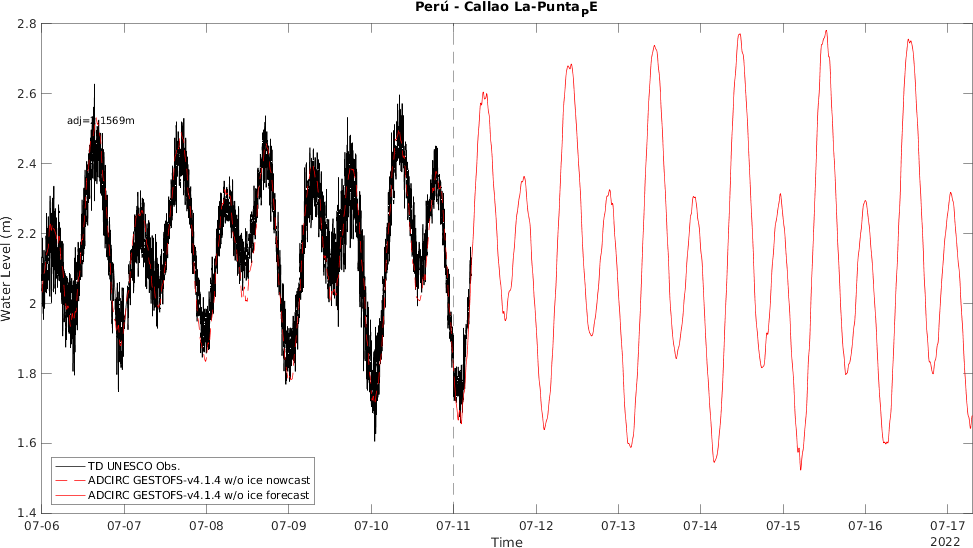 Perú - Callao La-PuntapE
2.8
2.6
2.4
2.2
2
1.8
1.6
1.4
Water Level (m)
adj=2.1569m
TD UNESCO Obs.
ADCIRC GESTOFS-v4.1.4 w/o ice nowcast
ADCIRC GESTOFS-v4.1.4 w/o ice forecast
07-06 07-07 07-08 07-09 07-10 07-11 07-12 07-13 07-14 07-15 07-16 07-17
Time
2022